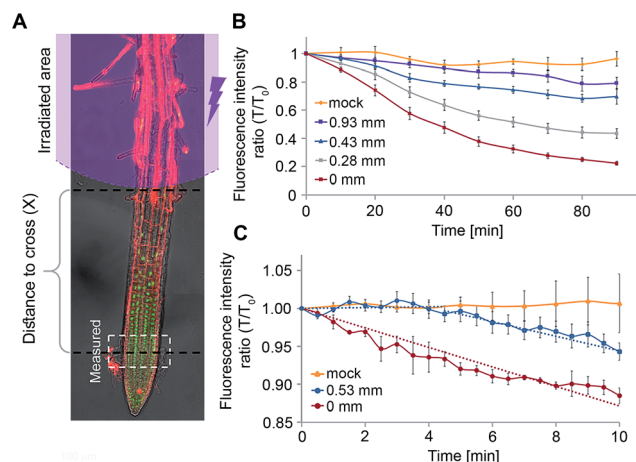 A
Irradiated area
Distance to cross (X)
Measured
100 μm
B
Fluorescence intensity
ratio (T/T0)
1
0.8
0.6
0.4
0.2
0
mock
0.93 mm
0.43 mm
0.28 mm
0 mm
0 20 40 60 80
Time [min]
C
Fluorescence intensity
ratio (T/T0)
1.05
1.00
0.95
0.90
0.85
mock
0.53 mm
0 mm
0 2 4 6 8 10
Time [min]